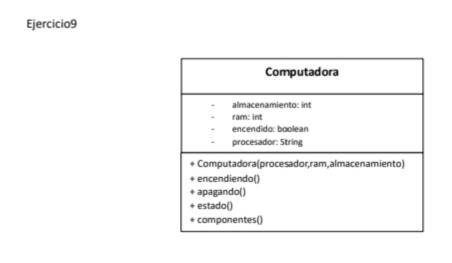 Ejercicio9
Computadora
- almacenamiento: int
- ram: int
- encendido: boolean
- procesador: String
+ Computadora(procesador,ram,almacenamiento)
+ encendiendo()
+ apagando()
+ estado()
+ componentes()